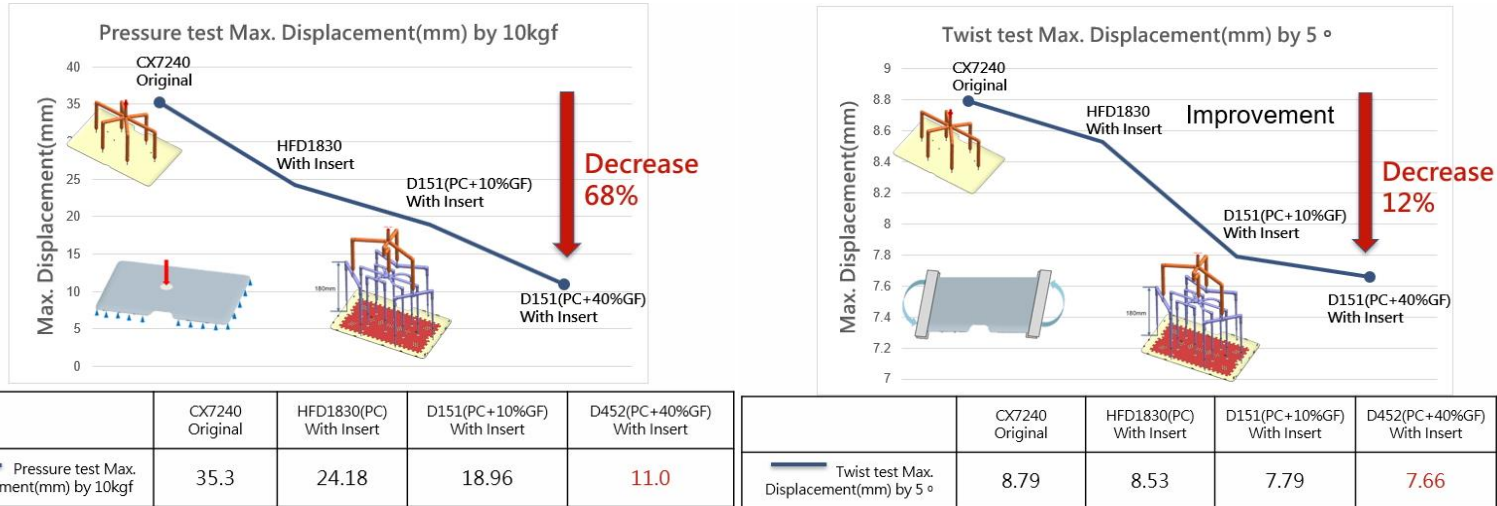 Pressure test Max. Displacement(mm) by 10kgf
Max. Displacement(mm)
40
35
30
25
20
15
10
5
0
CX7240
Original
HFD1830
With Insert
D151(PC+10%GF)
With Insert
D151(PC+40%GF)
With Insert
Decrease
68%
180mm
CX7240
Original
HFD1830(PC)
With Insert
D151(PC+10%GF)
With Insert
D452(PC+40%GF)
With Insert
Pressure test Max.
ment(mm) by 10kgf
35.3
24.18
18.96
11.0
Twist test Max. Displacement(mm) by 5 °
Max. Displacement(mm)
9
8.8
8.6
8.4
8.2
8
7.8
7.6
7.4
7.2
7
CX7240
Original
HFD1830
With Insert
Improvement
D151(PC+10%GF)
With Insert
D151(PC+40%GF)
With Insert
Decrease
12%
180mm
CX7240
Original
HFD1830(PC)
With Insert
D151(PC+10%GF)
With Insert
D452(PC+40%GF)
With Insert
Twist test Max.
Displacement(mm) by 5 °
8.79
8.53
7.79
7.66